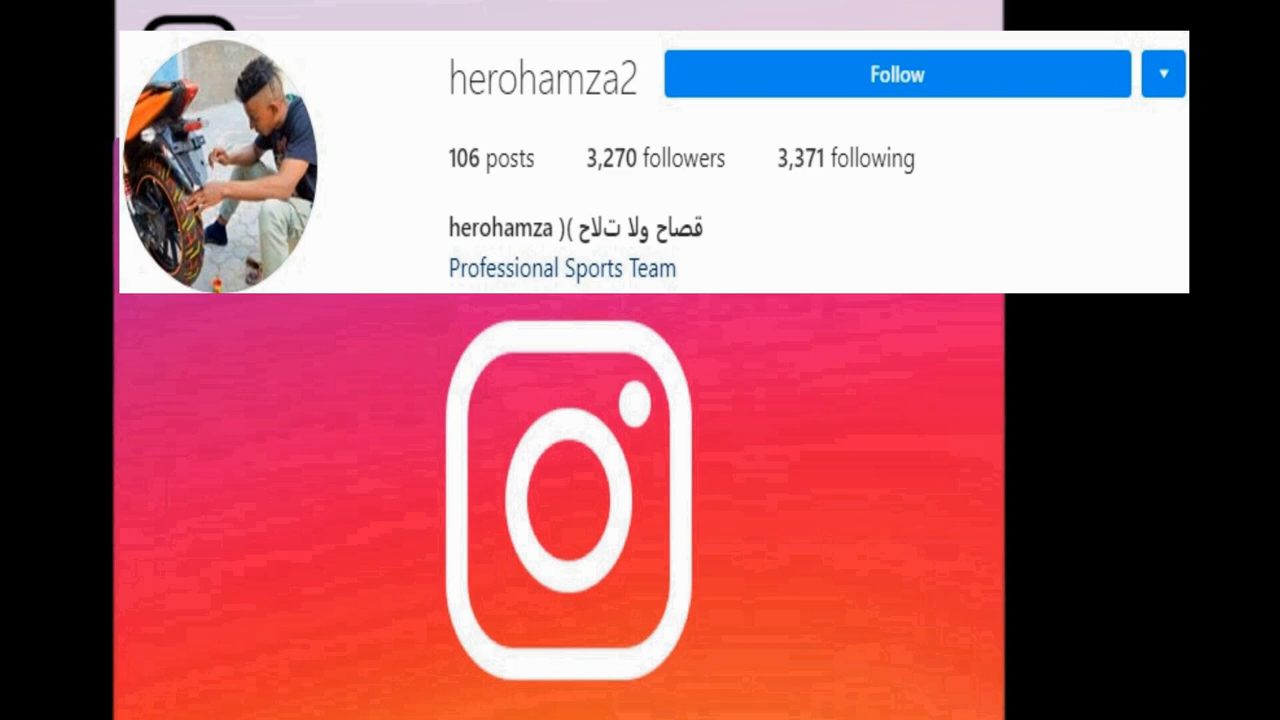 herohamza2
Follow
106 posts 3,270 followers 3,371 following
herohamza )( قصاح ولا تلاح
Professional Sports Team